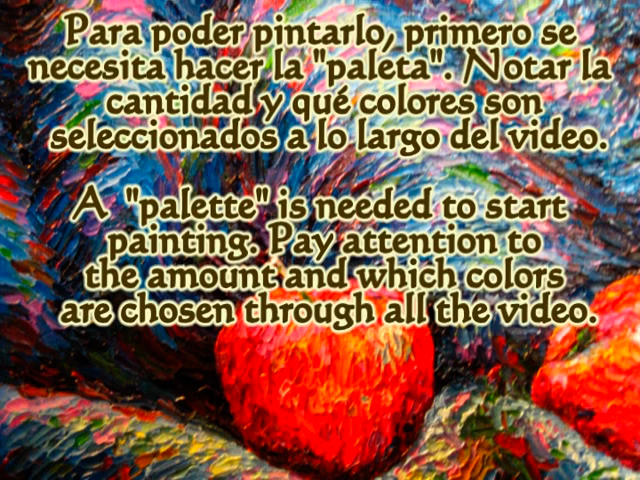 Para poder pintarlo, primero se
necesita hacer la "paleta". Notar la
cantidad y qué colores son
seleccionados a lo largo del video.
A "palette" is needed to start
painting. Pay attention to
the amount and which colors
are chosen through all the video.